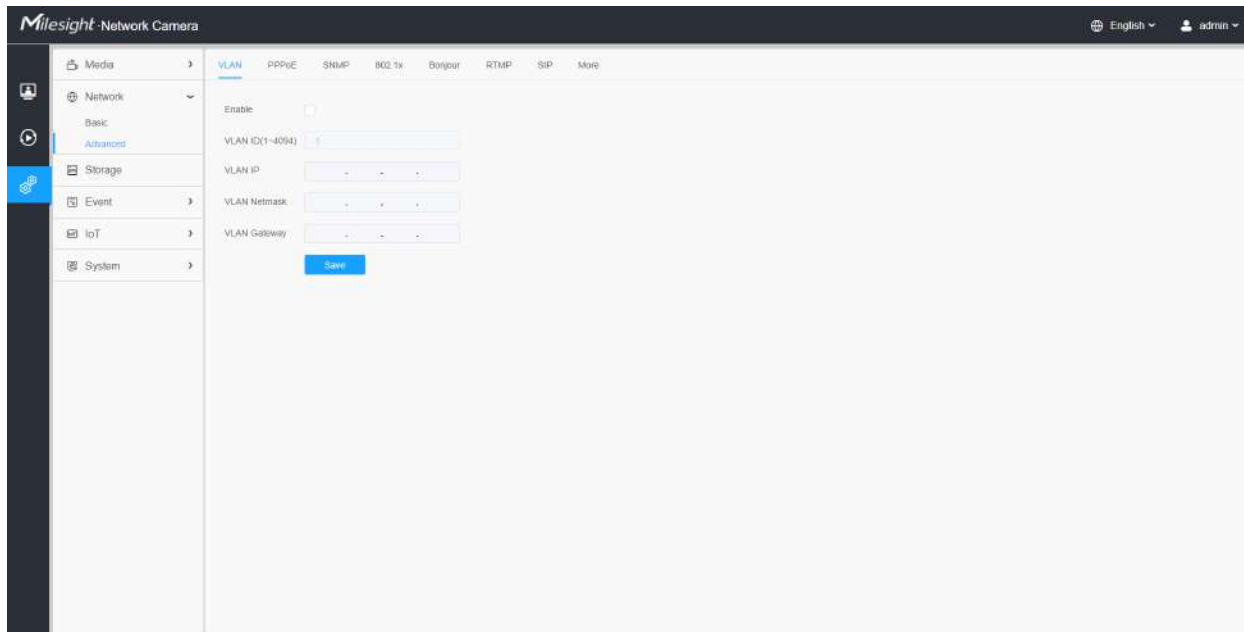 Milesight Network Camera
English
admin
Media
Network
Basic
Advanced
Storage
Event
IoT
System
VLAN PPPoE SNMP 802.1x Bonjour RTMP SIP More
Enable
VLAN ID(1~4094) 1
VLAN IP . . .
VLAN Netmask . . .
VLAN Gateway . . .
Save